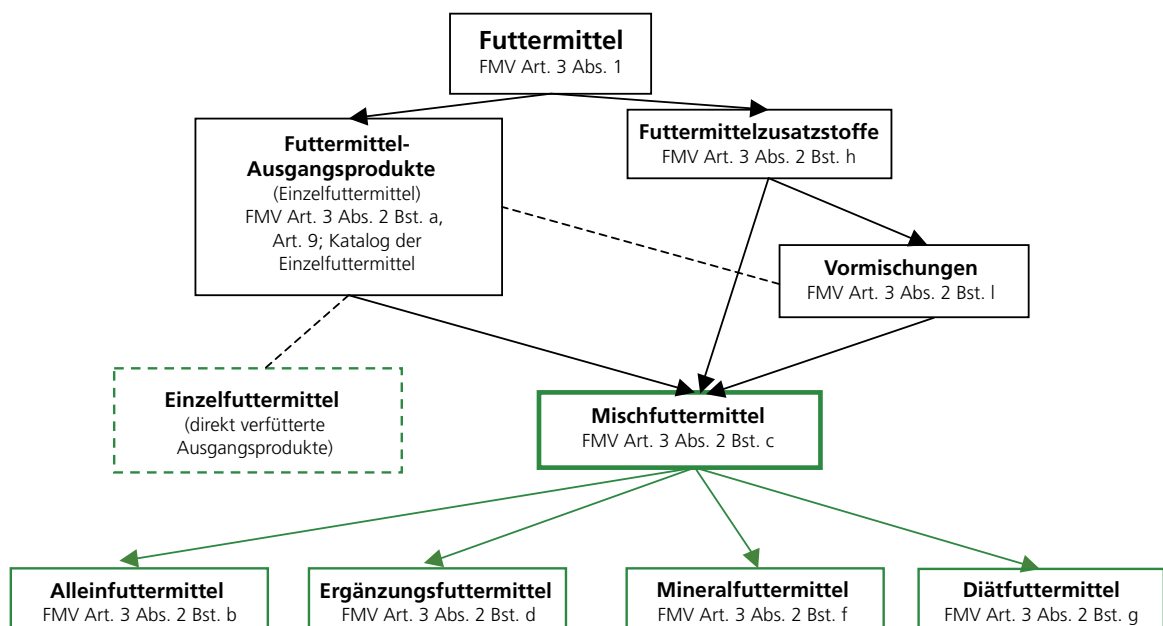 Futtermittel
FMV Art. 3 Abs. 1
Futtermittel-
Ausgangsprodukte
(Einzelfuttermittel)
FMV Art. 3 Abs. 2 Bst. a,
Art. 9; Katalog der
Einzelfuttermittel
Futtermittelzusatzstoffe
FMV Art. 3 Abs. 2 Bst. h
Vormischungen
FMV Art. 3 Abs. 2 Bst. l
Einzelfuttermittel
(direkt verfütterte
Ausgangsprodukte)
Mischfuttermittel
FMV Art. 3 Abs. 2 Bst. c
Alleinfuttermittel
FMV Art. 3 Abs. 2 Bst. b
Ergänzungsfuttermittel
FMV Art. 3 Abs. 2 Bst. d
Mineralfuttermittel
FMV Art. 3 Abs. 2 Bst. f
Diätfuttermittel
FMV Art. 3 Abs. 2 Bst. g